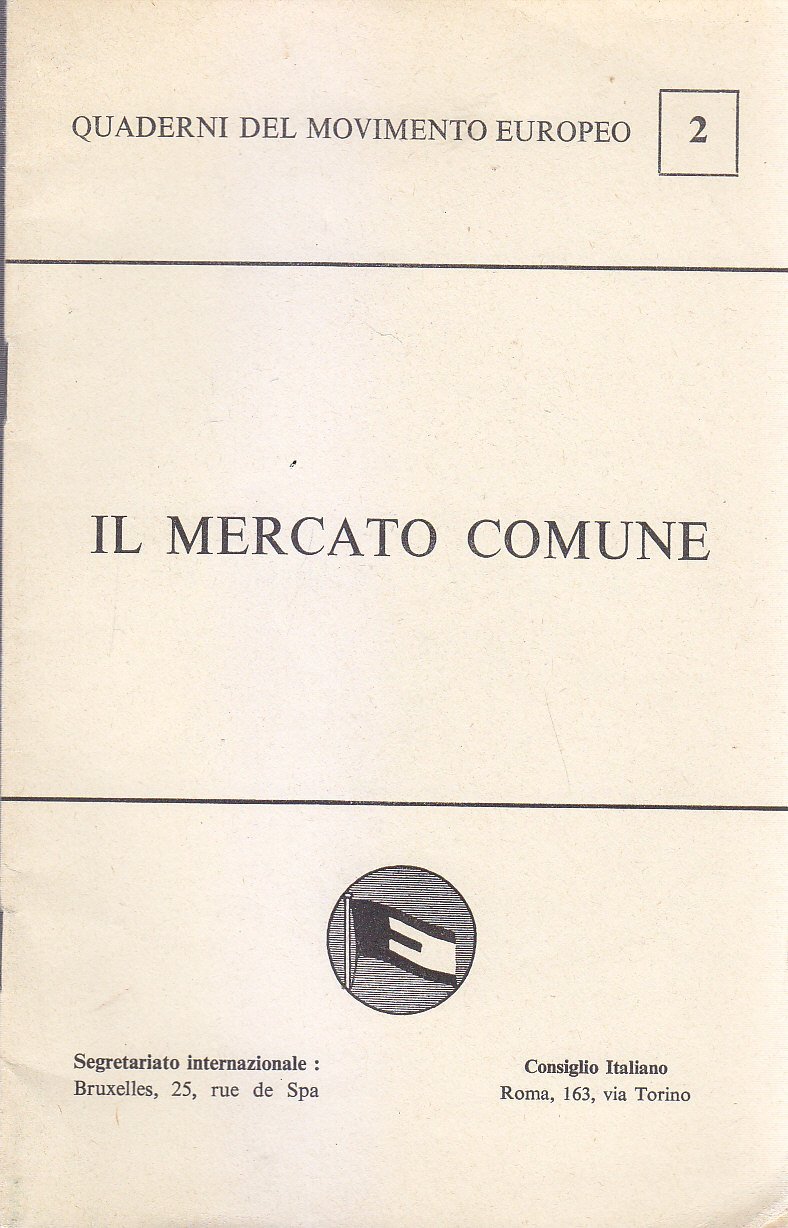 QUADERNI DEL MOVIMENTO EUROPEO 2
IL MERCATO COMUNE
Segretariato internazionale :
Bruxelles, 25, rue de Spa
Consiglio Italiano
Roma, 163, via Torino